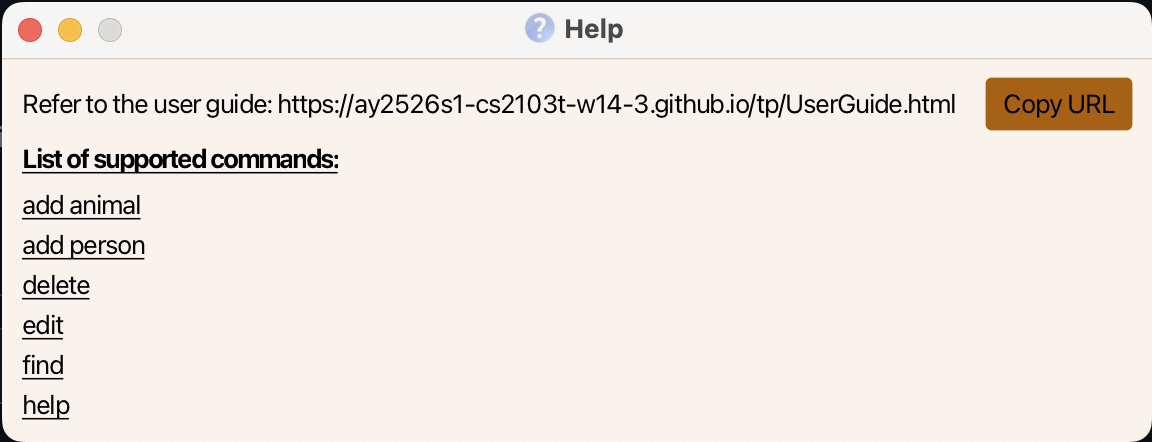 Help
Refer to the user guide: https://ay2526s1-cs2103t-w14-3.github.io/tp/UserGuide.html Copy URL
List of supported commands:
add animal
add person
delete
edit
find
help